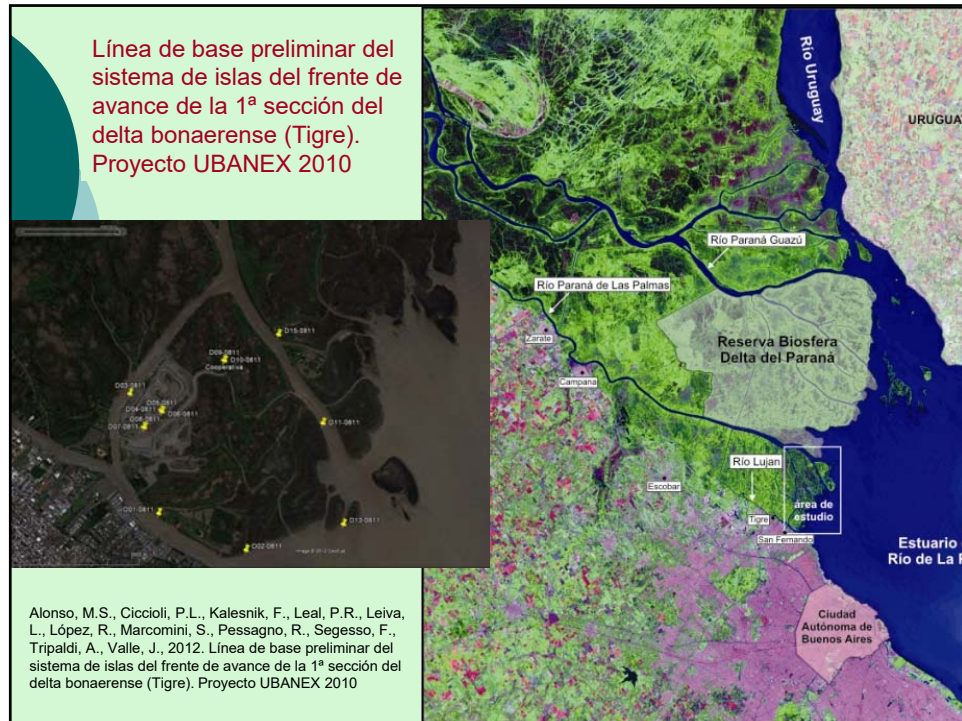 Línea de base preliminar del
sistema de islas del frente de
avance de la 1ª sección del
delta bonaerense (Tigre).
Proyecto UBANEX 2010
D15-0811
D09-0811
D10-0811
Cooperativa
D03-0811
D05-0811
D04-0811
D06-0811
D07-0811
D11-0811
D01-0811
D13-0811
D02-0811
Alonso, M.S., Ciccioli, P.L., Kalesnik, F., Leal, P.R., Leiva,
L., López, R., Marcomini, S., Pessagno, R., Segesso, F.,
Tripaldi, A., Valle, J., 2012. Línea de base preliminar del
sistema de islas del frente de avance de la 1ª sección del
delta bonaerense (Tigre). Proyecto UBANEX 2010
Río Uruguay
URUGUA
Río Paraná Guazú
Río Paraná de Las Palmas
Zarate
Reserva Biosfera
Delta del Paraná
Campana
Río Lujan
Escobar
área de
estudio
Tigre
San Fernando
Estuario
Río de La
Ciudad
Autónoma de
Buenos Aires